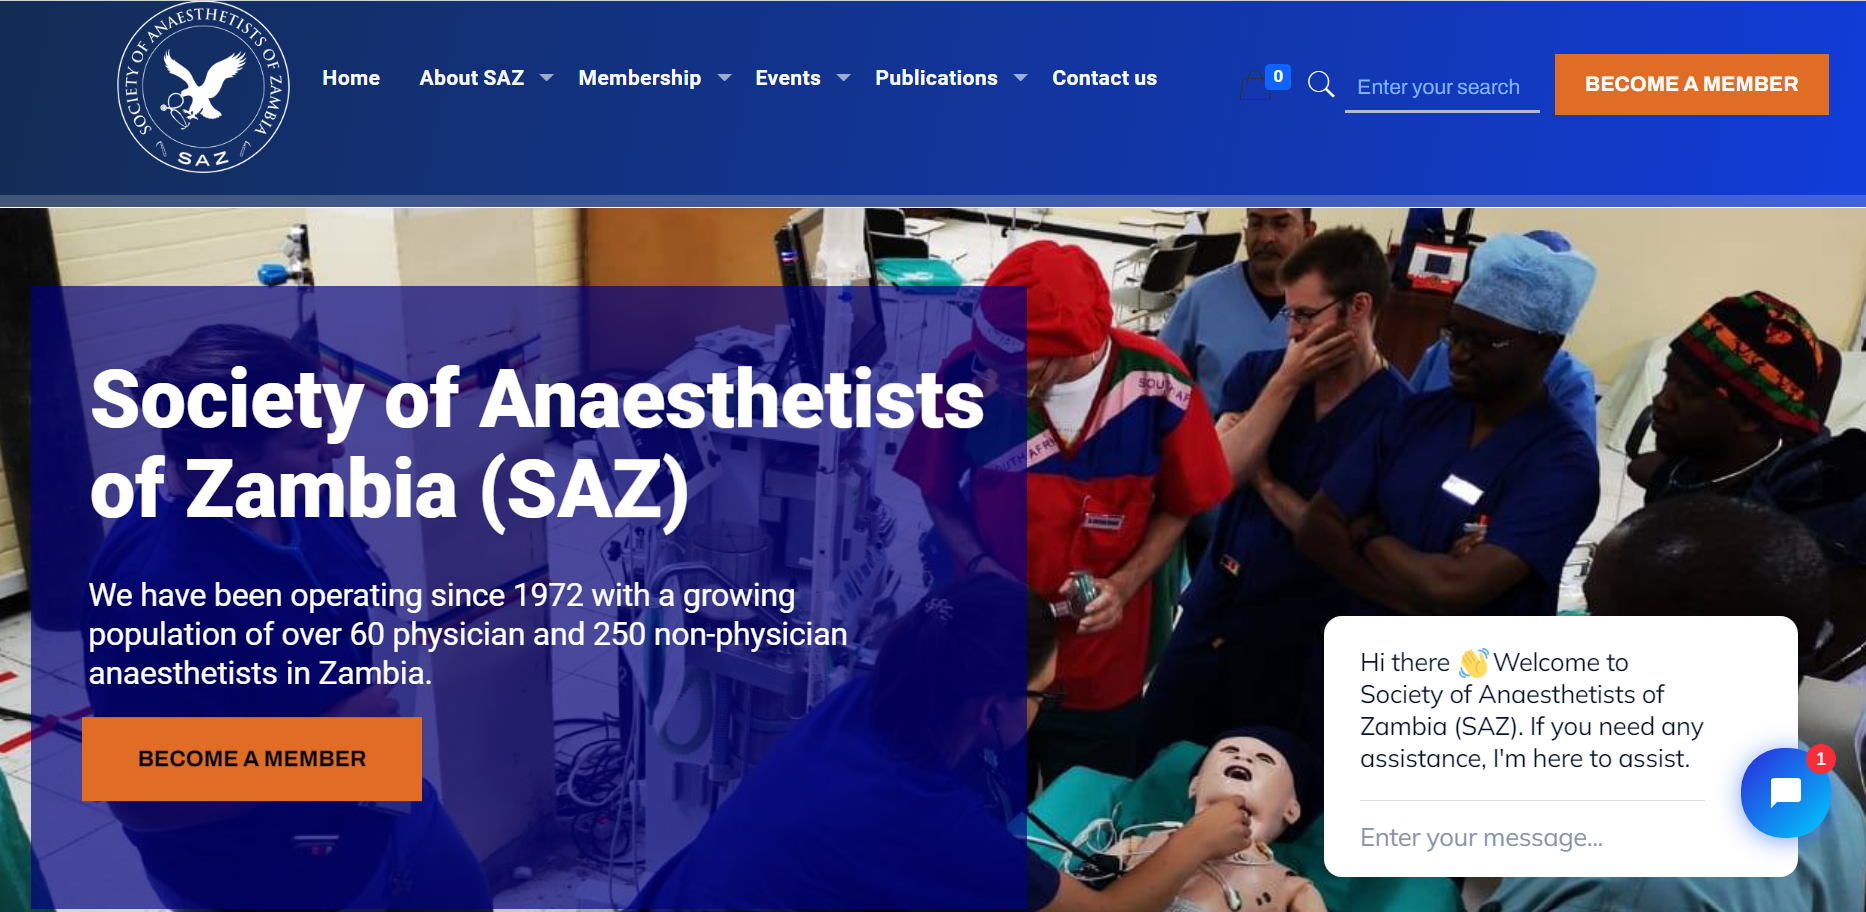 SOCIETY OF ANAESTHETISTS OF ZAMBIA
SAZ
Home
About SAZ
Membership
Events
Publications
Contact us
0
Enter your search
BECOME A MEMBER
Society of Anaesthetists
of Zambia (SAZ)
We have been operating since 1972 with a growing
population of over 60 physician and 250 non-physician
anaesthetists in Zambia.
BECOME A MEMBER
Hi there 👋 Welcome to
Society of Anaesthetists of
Zambia (SAZ). If you need any
assistance, I'm here to assist.
1
Enter your message...